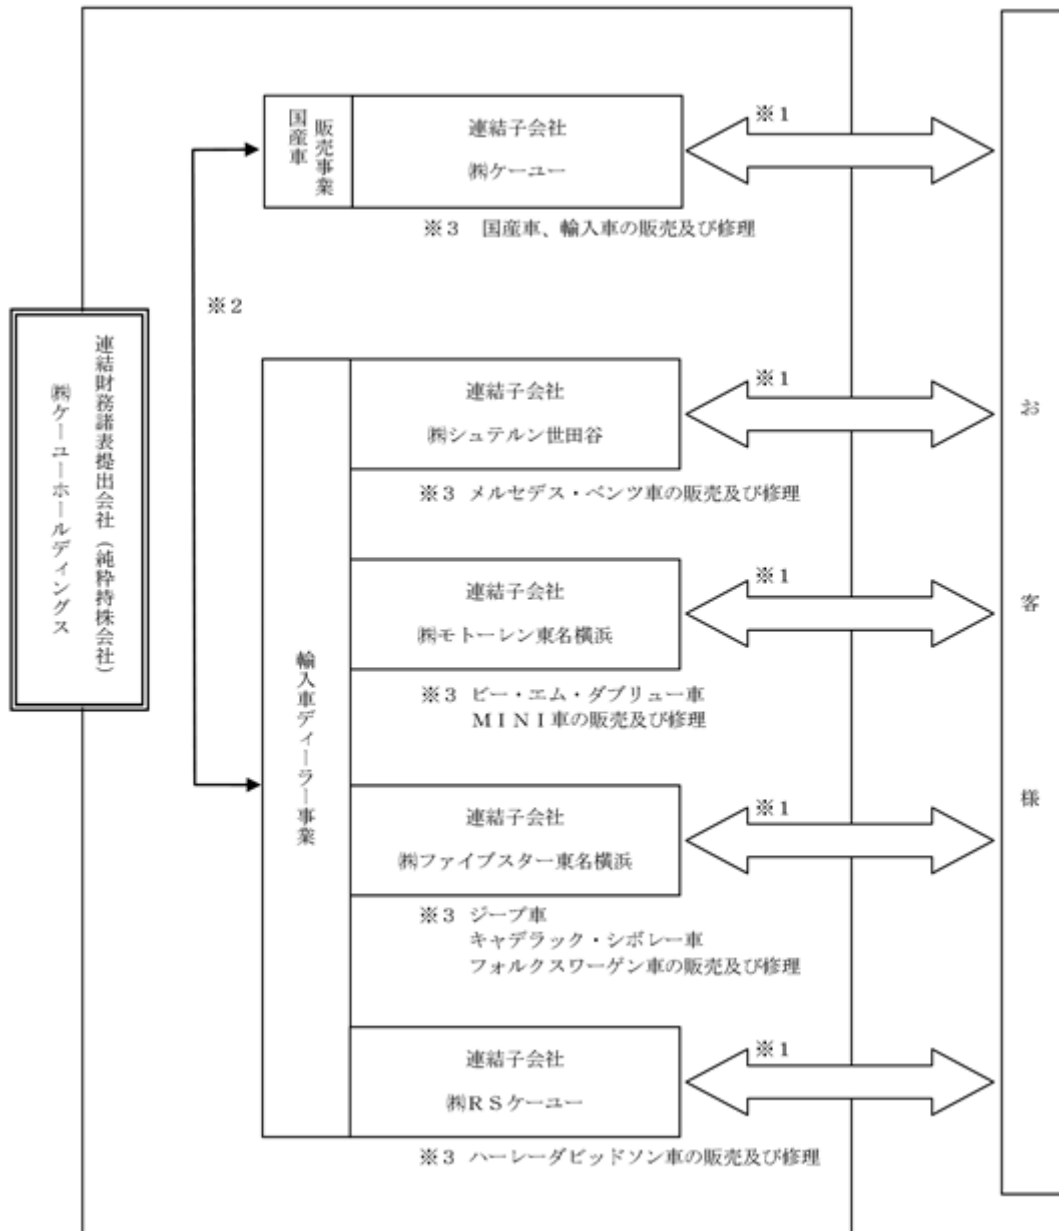 連結財務諸表提出会社（純粋持株会社）
㈱ケーユーホールディングス
※2
販売事業
国産車
連結子会社
㈱ケーユー
※3 国産車、輸入車の販売及び修理
※1
輸入車ディーラー事業
連結子会社
㈱シュテルン世田谷
※3 メルセデス・ベンツ車の販売及び修理
※1
連結子会社
㈱モトーレン東名横浜
※3 ビー・エム・ダブリュー車
ＭＩＮＩ車の販売及び修理
※1
連結子会社
㈱ファイブスター東名横浜
※3 ジープ車
キャデラック・シボレー車
フォルクスワーゲン車の販売及び修理
※1
連結子会社
㈱ＲＳケーユー
※3 ハーレーダビッドソン車の販売及び修理
※1
お客様